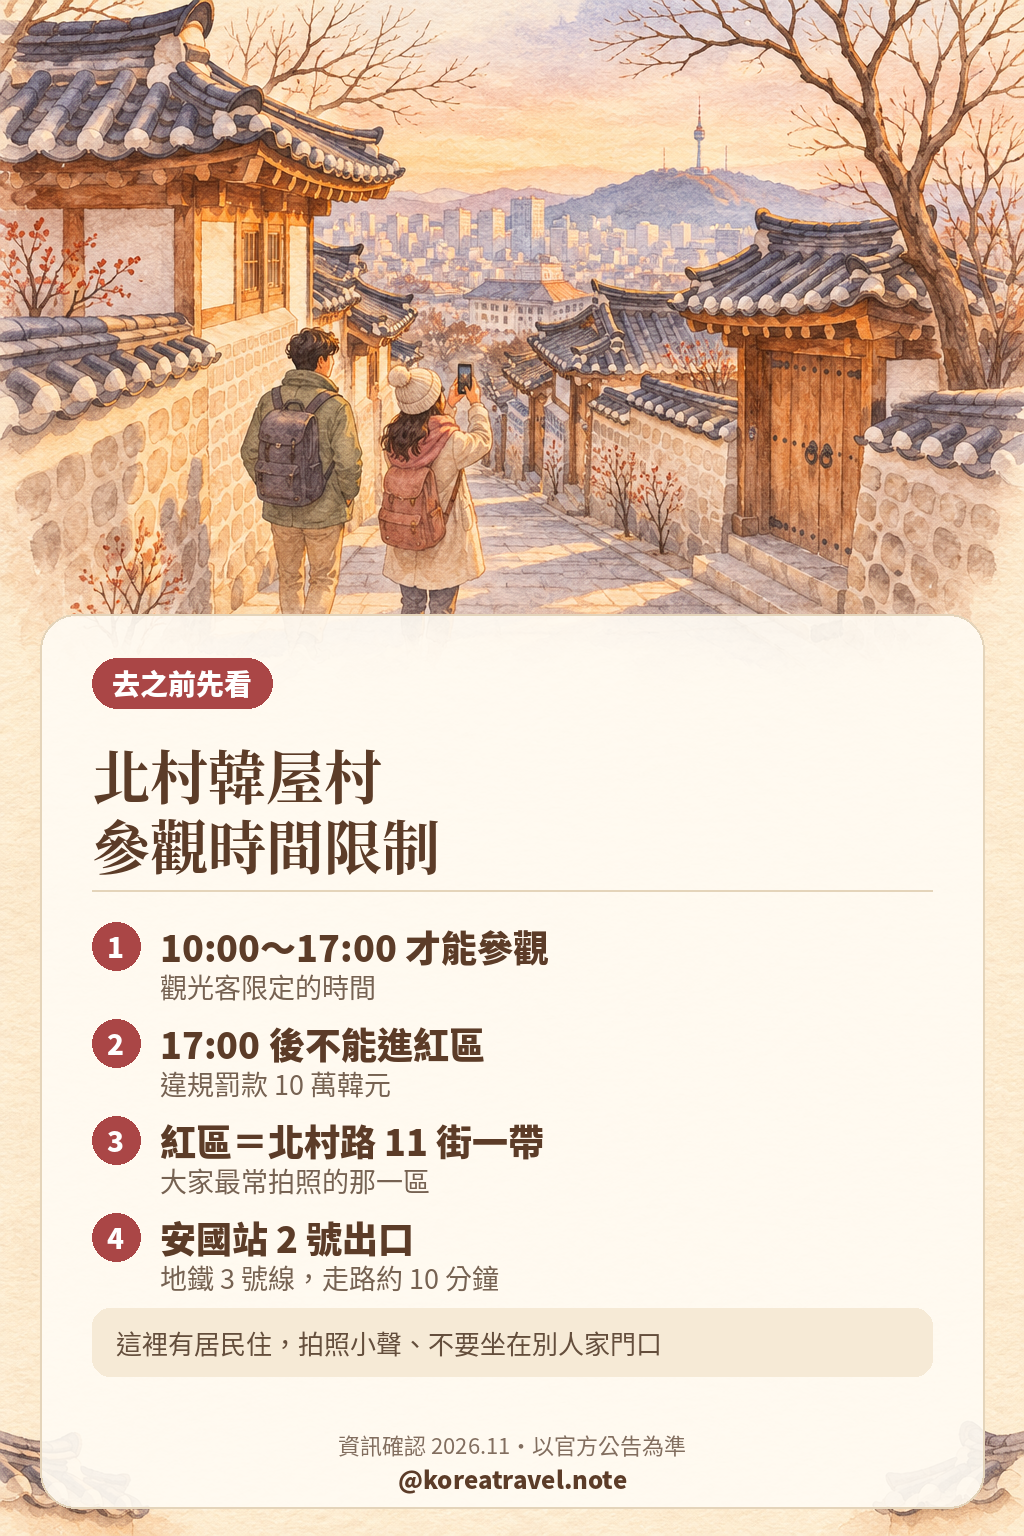 去之前先看
北村韓屋村
參觀時間限制
1 10:00～17:00 才能參觀
觀光客限定的時間
2 17:00 後不能進紅區
違規罰款 10 萬韓元
3 紅區＝北村路 11 街一帶
大家最常拍照的那一區
4 安國站 2 號出口
地鐵 3 號線，走路約 10 分鐘
這裡有居民住，拍照小聲、不要坐在別人家門口
資訊確認 2026.11・以官方公告為準
@koreatravel.note